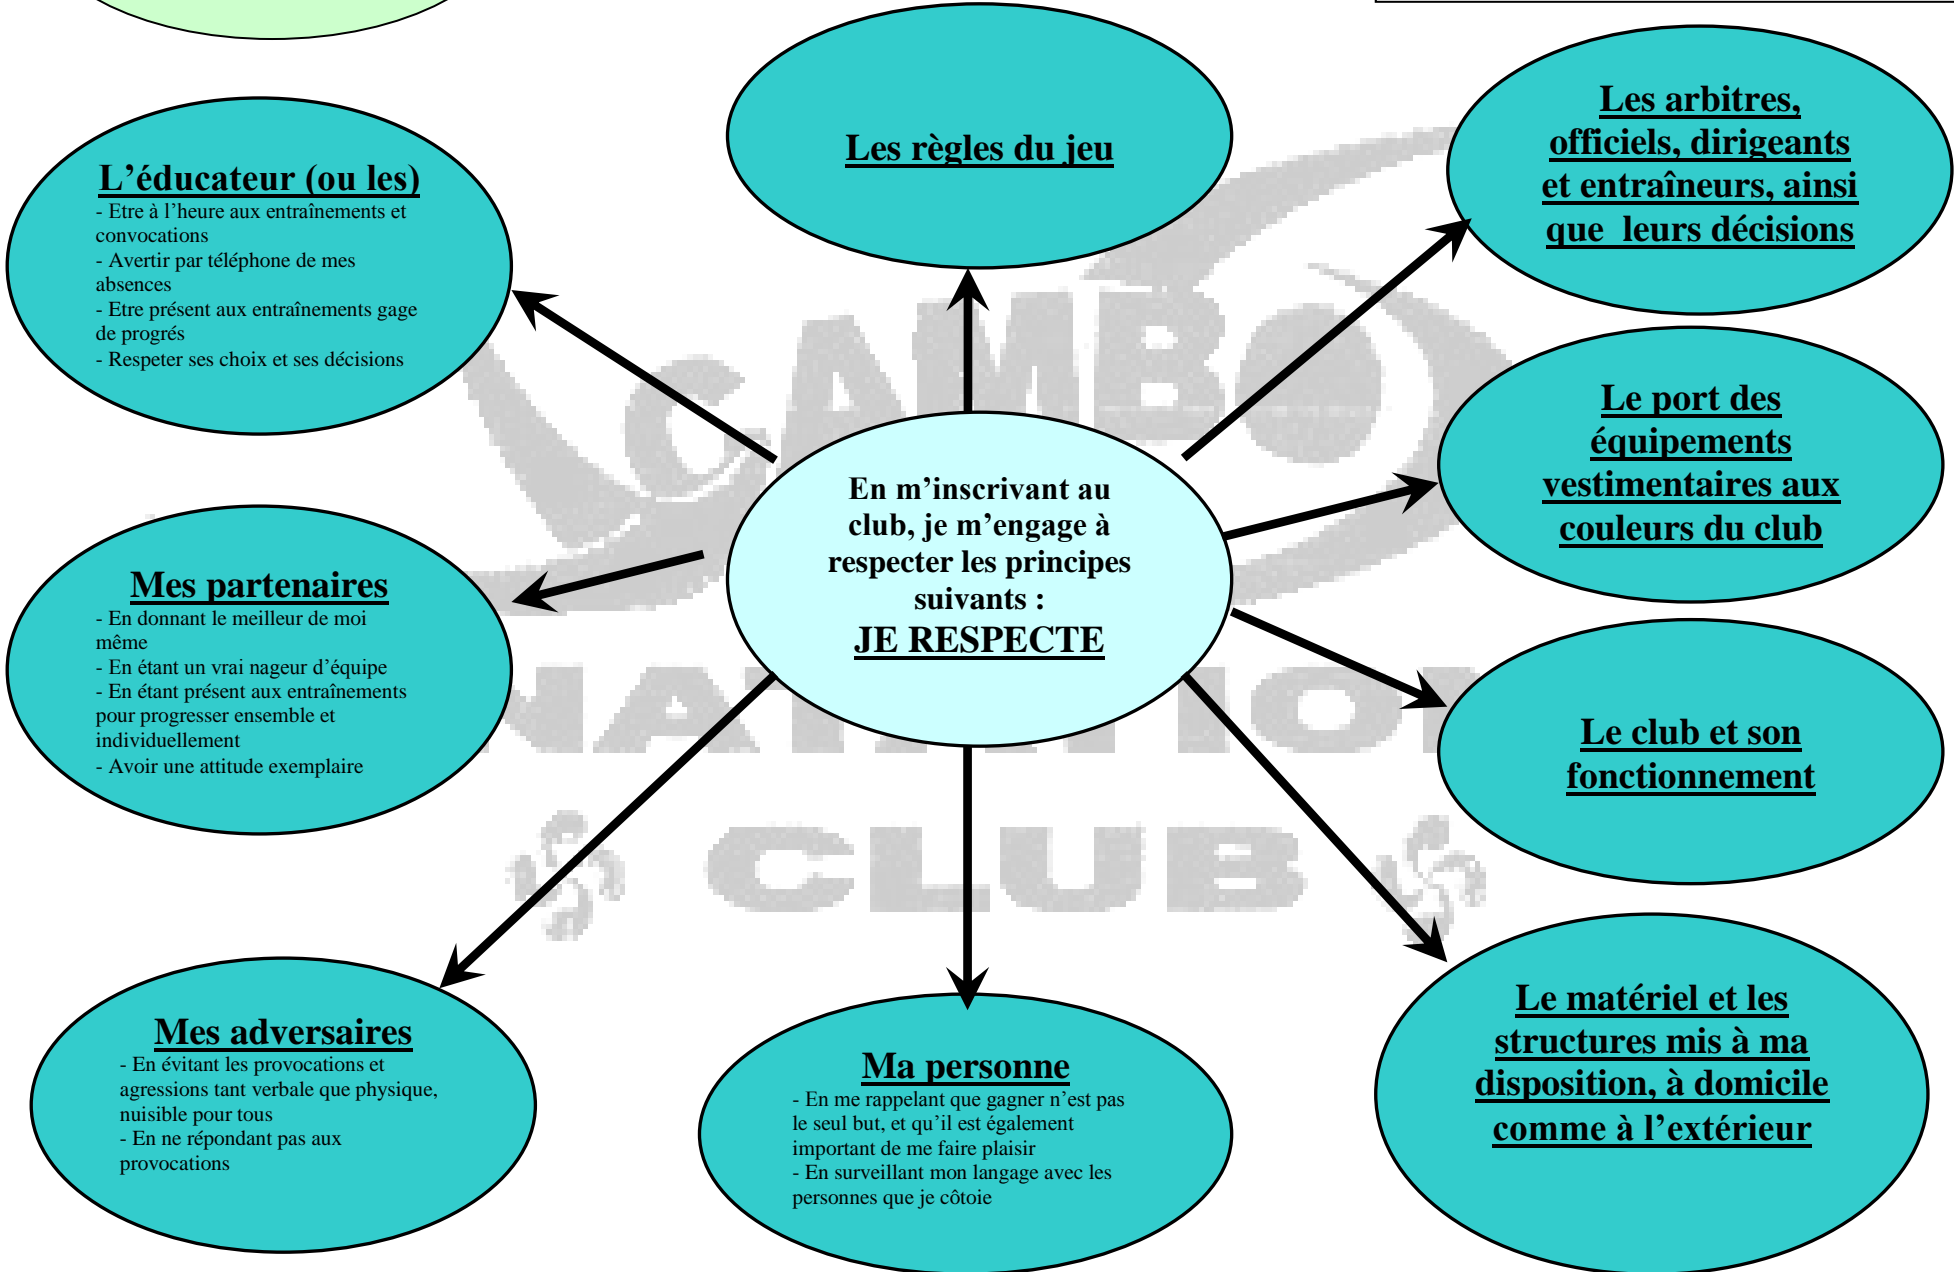 Les règles du jeu
Les arbitres,
officiels, dirigeants
et entraîneurs, ainsi
que leurs décisions
L'éducateur (ou les)
- Etre à l'heure aux entraînements et
convocations
- Avertir par téléphone de mes
absences
- Etre présent aux entraînements gage
de progrés
- Respeter ses choix et ses décisions
Le port des
équipements
vestimentaires aux
couleurs du club
En m'inscrivant au
club, je m'engage à
respecter les principes
suivants :
JE RESPECTE
Mes partenaires
- En donnant le meilleur de moi
même
- En étant un vrai nageur d'équipe
- En étant présent aux entraînements
pour progresser ensemble et
individuellement
- Avoir une attitude exemplaire
Le club et son
fonctionnement
Mes adversaires
- En évitant les provocations et
agressions tant verbale que physique,
nuisible pour tous
- En ne répondant pas aux
provocations
Ma personne
- En me rappelant que gagner n'est pas
le seul but, et qu'il est également
important de me faire plaisir
- En surveillant mon langage avec les
personnes que je côtoie
Le matériel et les
structures mis à ma
disposition, à domicile
comme à l'extérieur
CAMBO
NATATION
CLUB